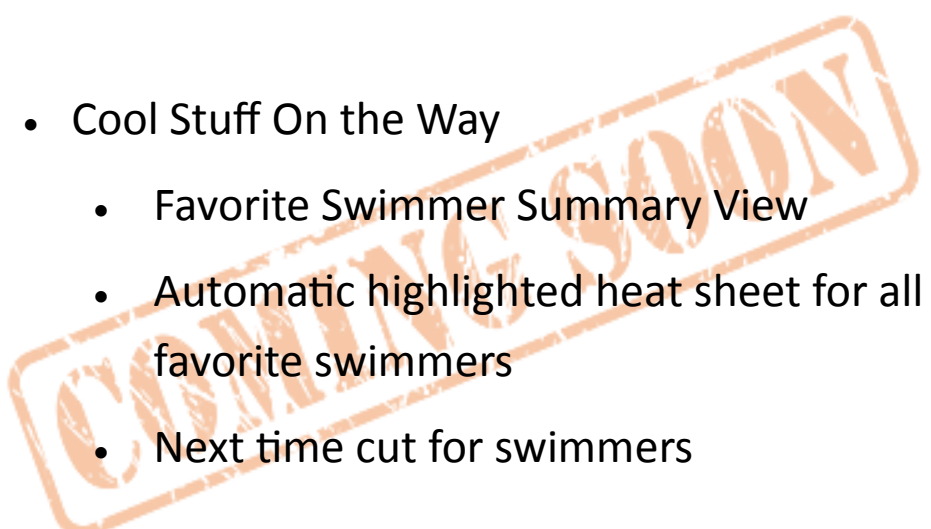 • Cool Stuff On the Way
• Favorite Swimmer Summary View
• Automatic highlighted heat sheet for all
favorite swimmers
• Next time cut for swimmers
COMING SOON